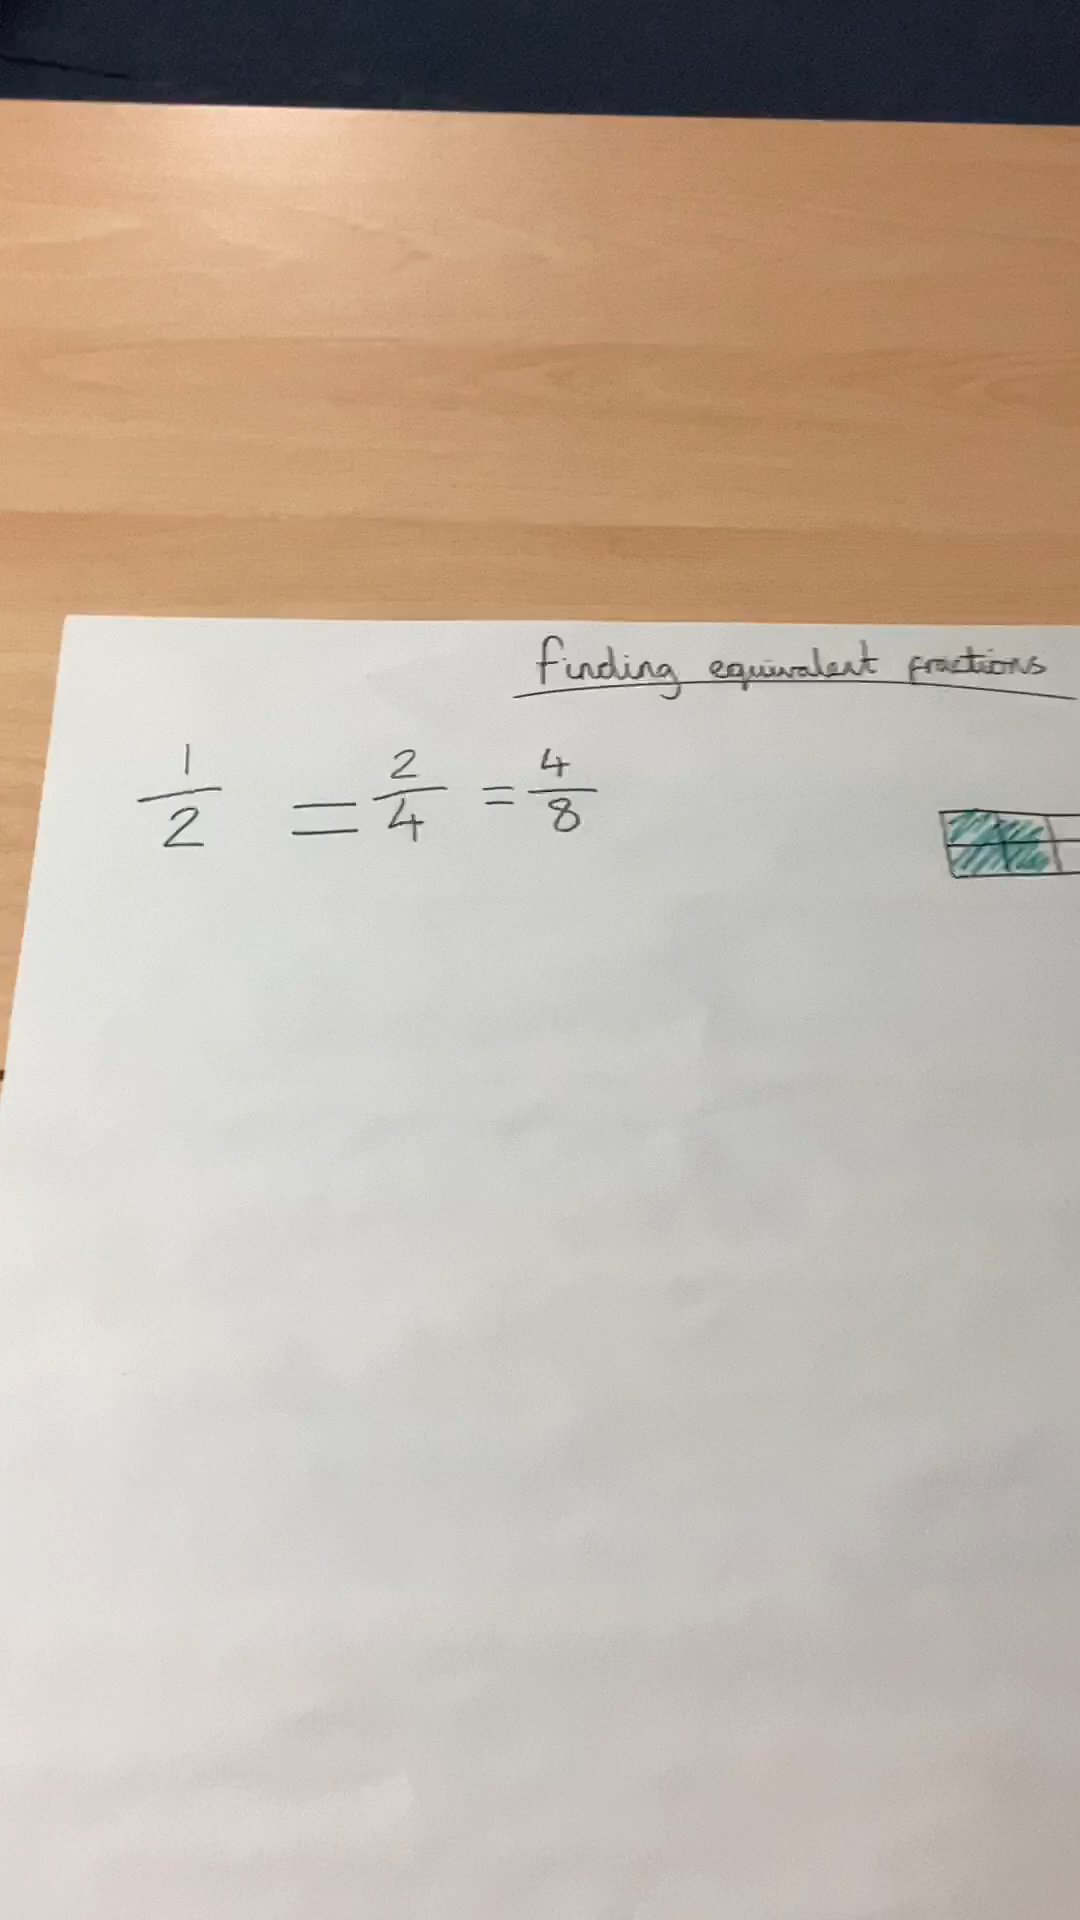 Finding equivalent fractions
1/2 = 2/4 = 4/8